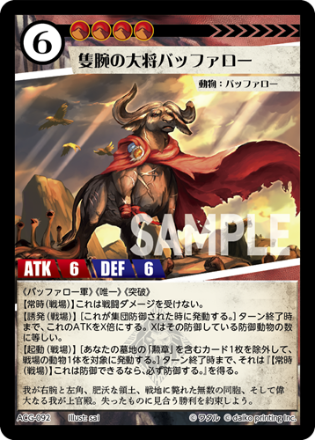 6
隻腕の大将バッファロー
動物：バッファロー
SAMPLE
ATK 6 DEF 6
〈バッファロー軍〉〈唯一〉〈突破〉
【常時（戦場）】これは戦闘ダメージを受けない。
【誘発（戦場）】［これが集団防御された時に発動する。］ターン終了時
まで、これのATKをX倍にする。Xはその防御している防御動物の数
に等しい。
【起動（戦場）】［あなたの墓地の「勲章」を含むカード1枚を除外して、
戦場の動物1体を対象に発動する。］ターン終了時まで、それは『【常時
（戦場）】これは防御できるなら、必ず防御する。』を得る。
我が右腕と左角、肥沃な領土、戦地に斃れた無数の同胞、そして偉
大なる我が上官殿。失ったものに見合う勝利を約束しよう。
ACG-092 Illust: sai ©ラクル ©daiko printing Inc.